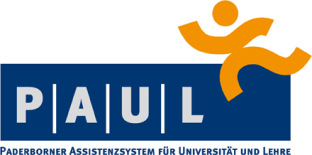 P|A|U|L
PADERBORNER ASSISTENZSYSTEM FÜR UNIVERSITÄT UND LEHRE